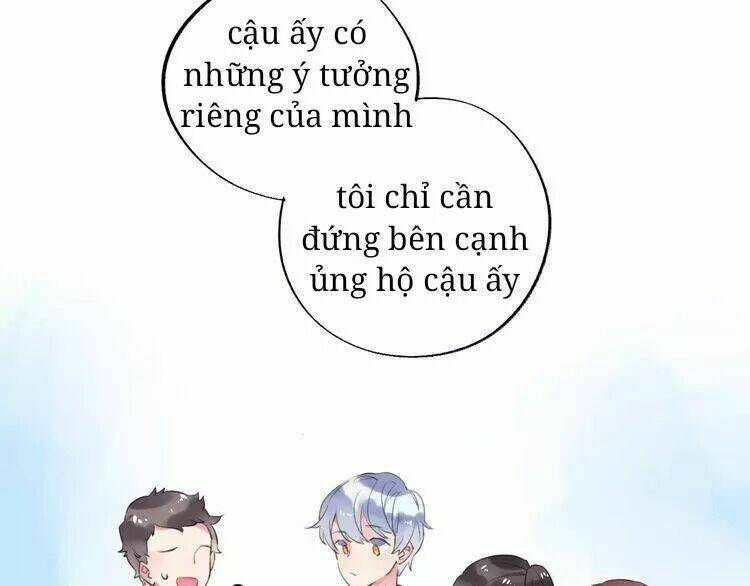 cậu ấy có
những ý tưởng
riêng của mình
tôi chỉ cần
đứng bên cạnh
ủng hộ cậu ấy